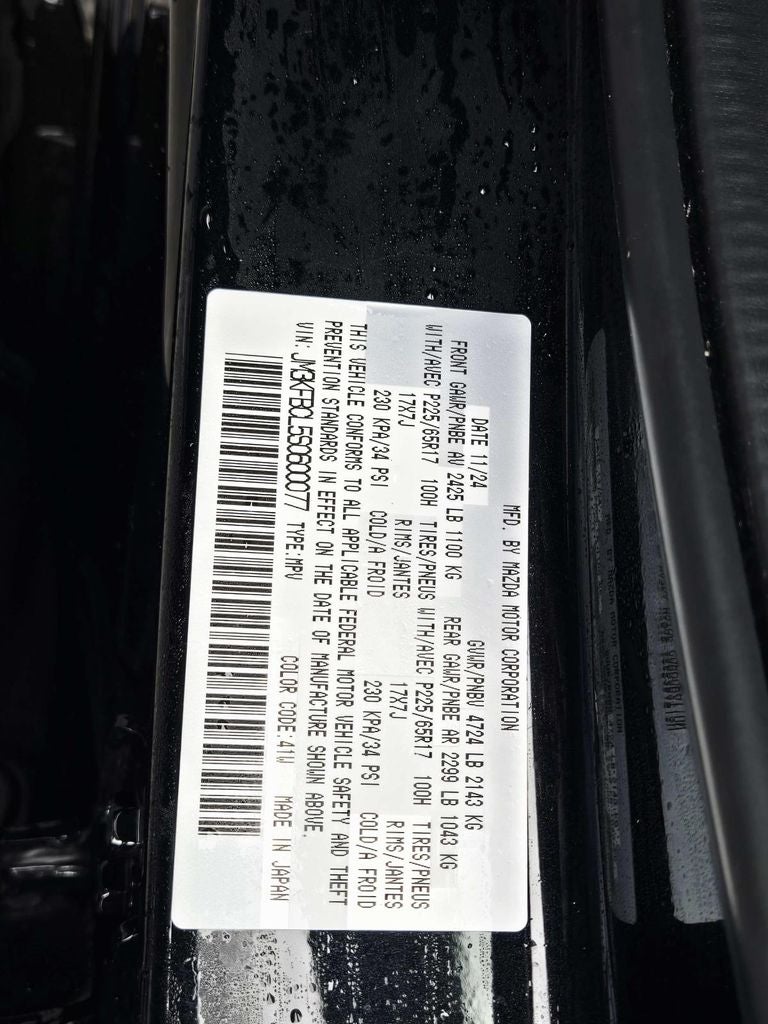 MFD. BY MAZDA MOTOR CORPORATION
DATE 11/24 GVWR/PNBV 4724 LB 2143 KG
FRONT GAWR/PNBE AV 2425 LB 1100 KG REAR GAWR/PNBE AR 2299 LB 1043 KG
WITH/AVEC P225/65R17 100H TIRES/PNEUS WITH/AVEC P225/65R17 100H TIRES/PNEUS
17X7J RIMS/JANTES 17X7J RIMS/JANTES
230 KPA/34 PSI COLD/A FROID 230 KPA/34 PSI COLD/A FROID
THIS VEHICLE CONFORMS TO ALL APPLICABLE FEDERAL MOTOR VEHICLE SAFETY AND THEFT
PREVENTION STANDARDS IN EFFECT ON THE DATE OF MANUFACTURE SHOWN ABOVE.
VIN: JM3KFBCL5S0600077 TYPE:MPV COLOR CODE:41W MADE IN JAPAN